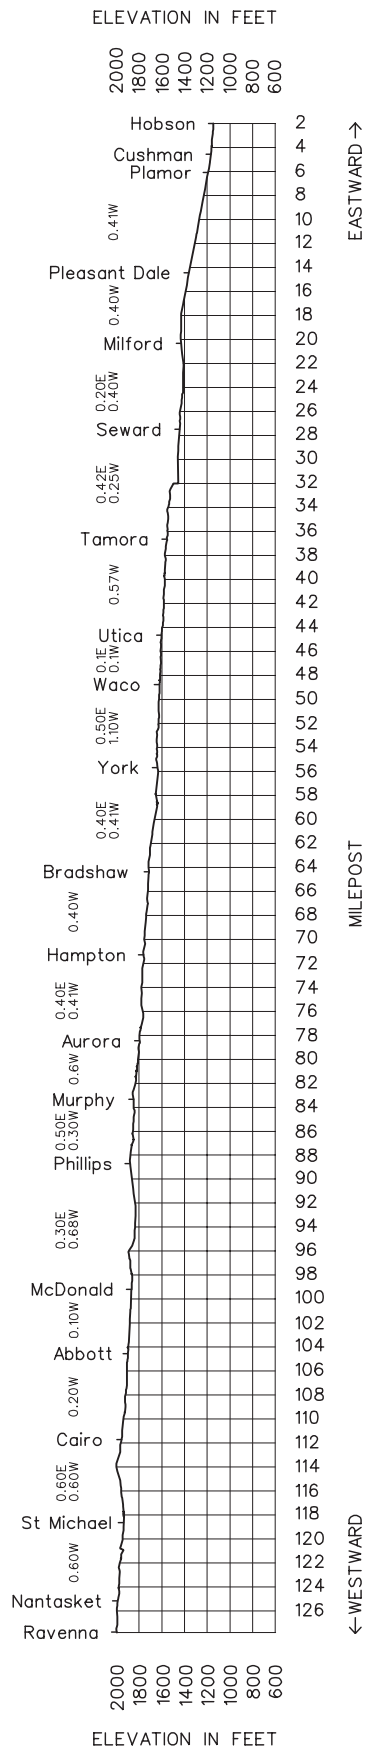 ELEVATION IN FEET
2000 1800 1600 1400 1200 1000 800 600
Hobson 2
EASTWARD →
Cushman 4
Plamor 6
8
0.41W 10
12
Pleasant Dale 14
0.40W 16
18
Milford 20
22
0.20E 0.40W 24
26
Seward 28
30
0.42E 0.25W 32
34
Tamora 36
38
0.57W 40
42
Utica 44
0.1E 0.1W 46
Waco 48
50
0.50E 1.10W 52
54
York 56
58
0.40E 0.41W 60
62
Bradshaw 64
66
0.40W 68
MILEPOST
70
Hampton 72
0.40E 0.41W 74
76
Aurora 78
0.6W 80
82
Murphy 84
0.50E 0.30W 86
Phillips 88
90
92
0.30E 0.68W 94
96
McDonald 98
100
0.10W 102
Abbott 104
106
0.20W 108
110
Cairo 112
0.60E 0.60W 114
116
St Michael 118
120
0.60W 122
124
Nantasket 126
←WESTWARD
Ravenna
2000 1800 1600 1400 1200 1000 800 600
ELEVATION IN FEET